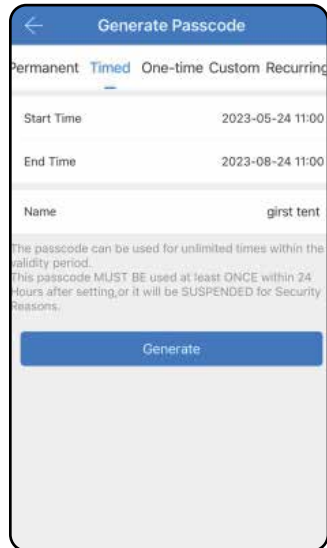 Generate Passcode
Permanent Timed One-time Custom Recurring
Start Time 2023-05-24 11:00
End Time 2023-08-24 11:00
Name girst tent
The passcode can be used for unlimited times within the
validity period.
This passcode MUST BE used at least ONCE within 24
Hours after setting,or it will be SUSPENDED for Security
Reasons.
Generate